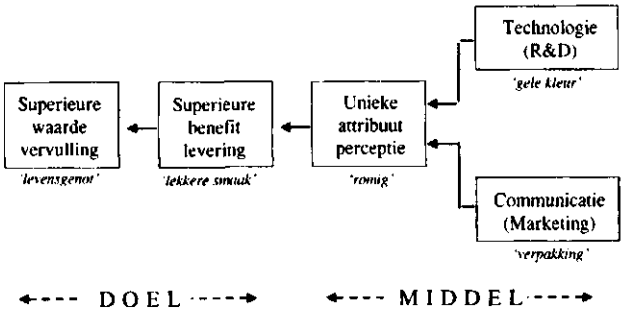 Technologie
(R&D)
'gele kleur'
Superieure
waarde
vervulling
'levensgenot'
Superieure
benefit
levering
'lekkere smaak'
Unieke
attribuut
perceptie
'romig'
Communicatie
(Marketing)
'verpakking'
DOEL
MIDDEL